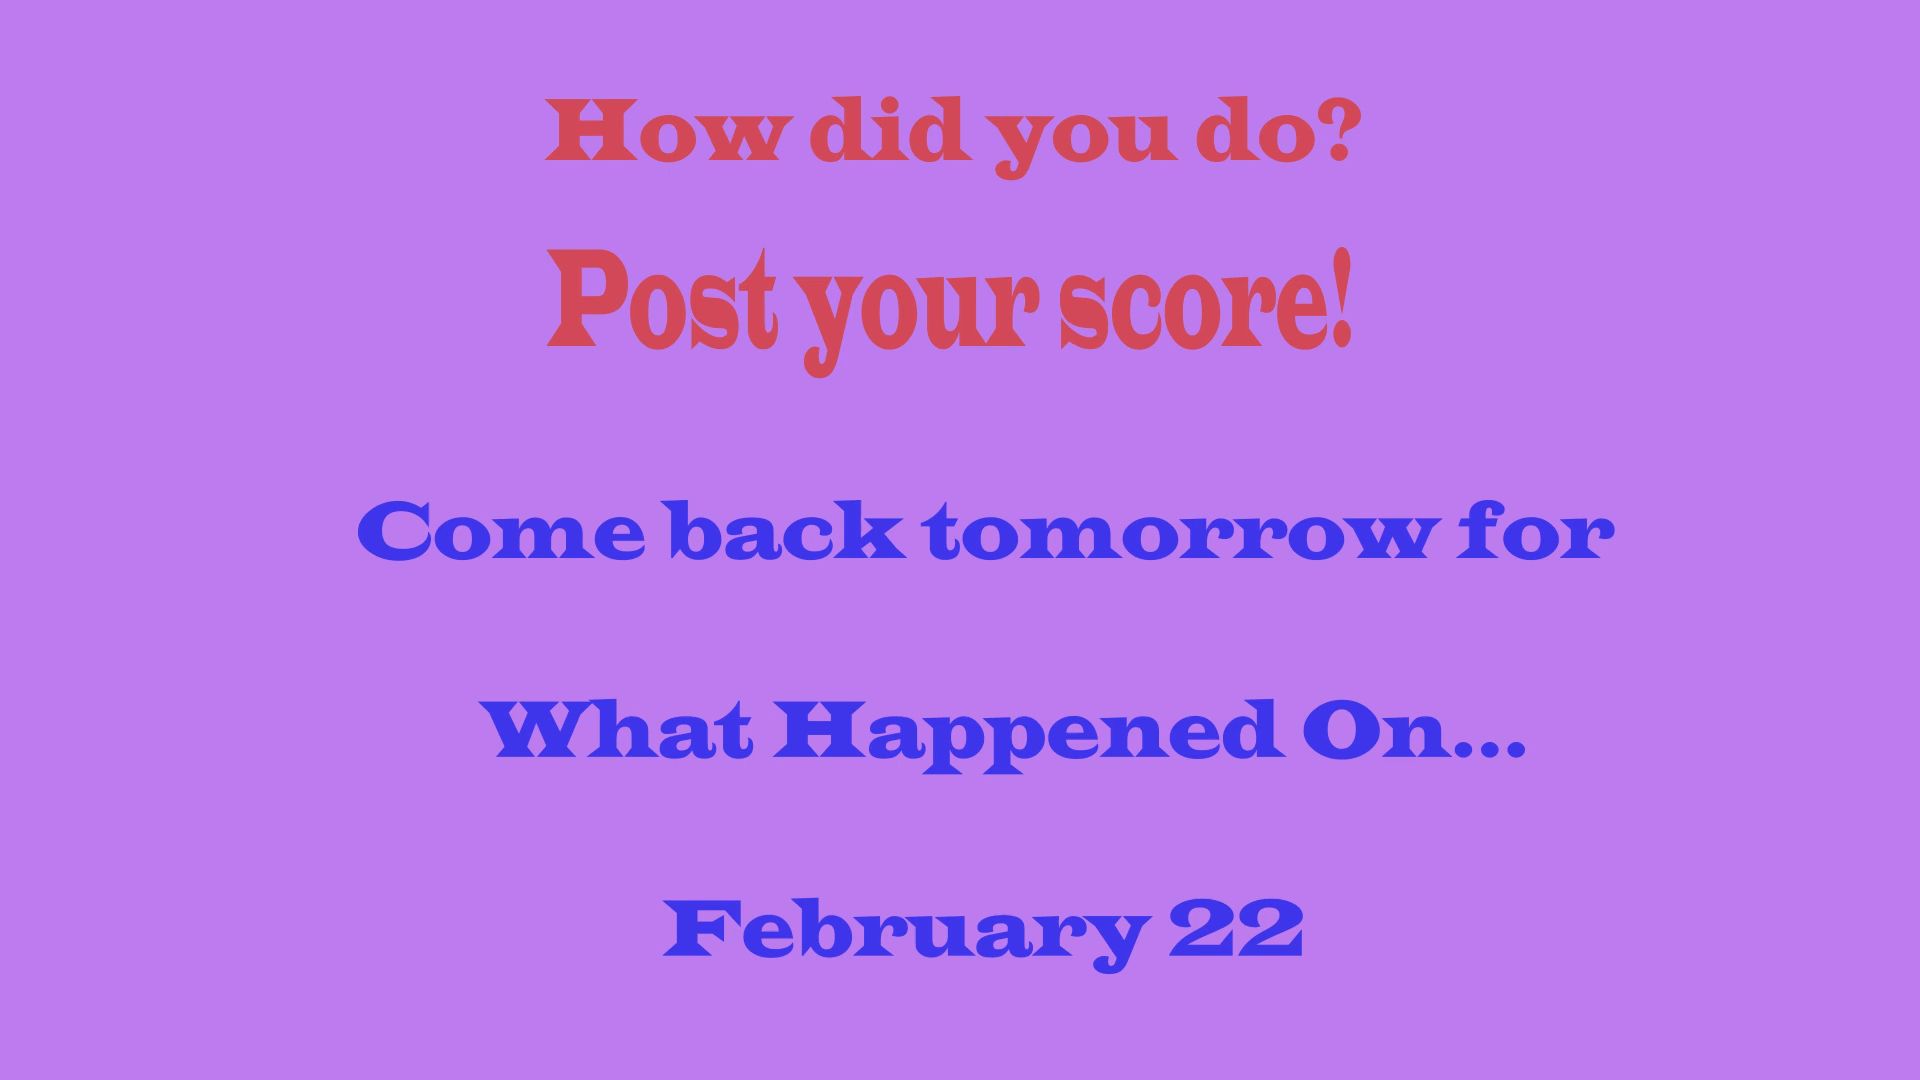 How did you do?
Post your score!
Come back tomorrow for
What Happened On...
February 22